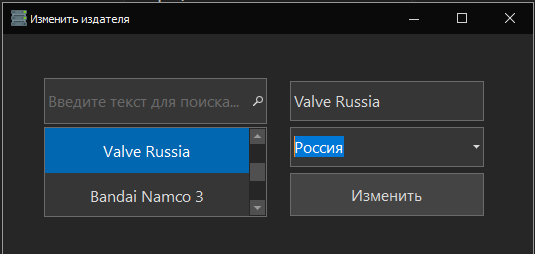 Изменить издателя
Введите текст для поиска...
Valve Russia
Bandai Namco 3
Valve Russia
Россия
Изменить